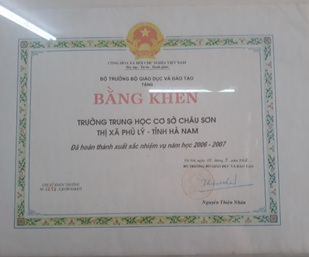 CỘNG HÒA XÃ HỘI CHỦ NGHĨA VIỆT NAM
Độc lập - Tự do - Hạnh phúc
BỘ TRƯỞNG BỘ GIÁO DỤC VÀ ĐÀO TẠO
TẶNG
BẰNG KHEN
TRƯỜNG TRUNG HỌC CƠ SỞ CHÂU SƠN
THỊ XÃ PHỦ LÝ - TỈNH HÀ NAM
Đã hoàn thành xuất sắc nhiệm vụ năm học 2006 - 2007
BỘ TRƯỞNG BỘ GIÁO DỤC VÀ ĐÀO TẠO
Nguyễn Thiện Nhân